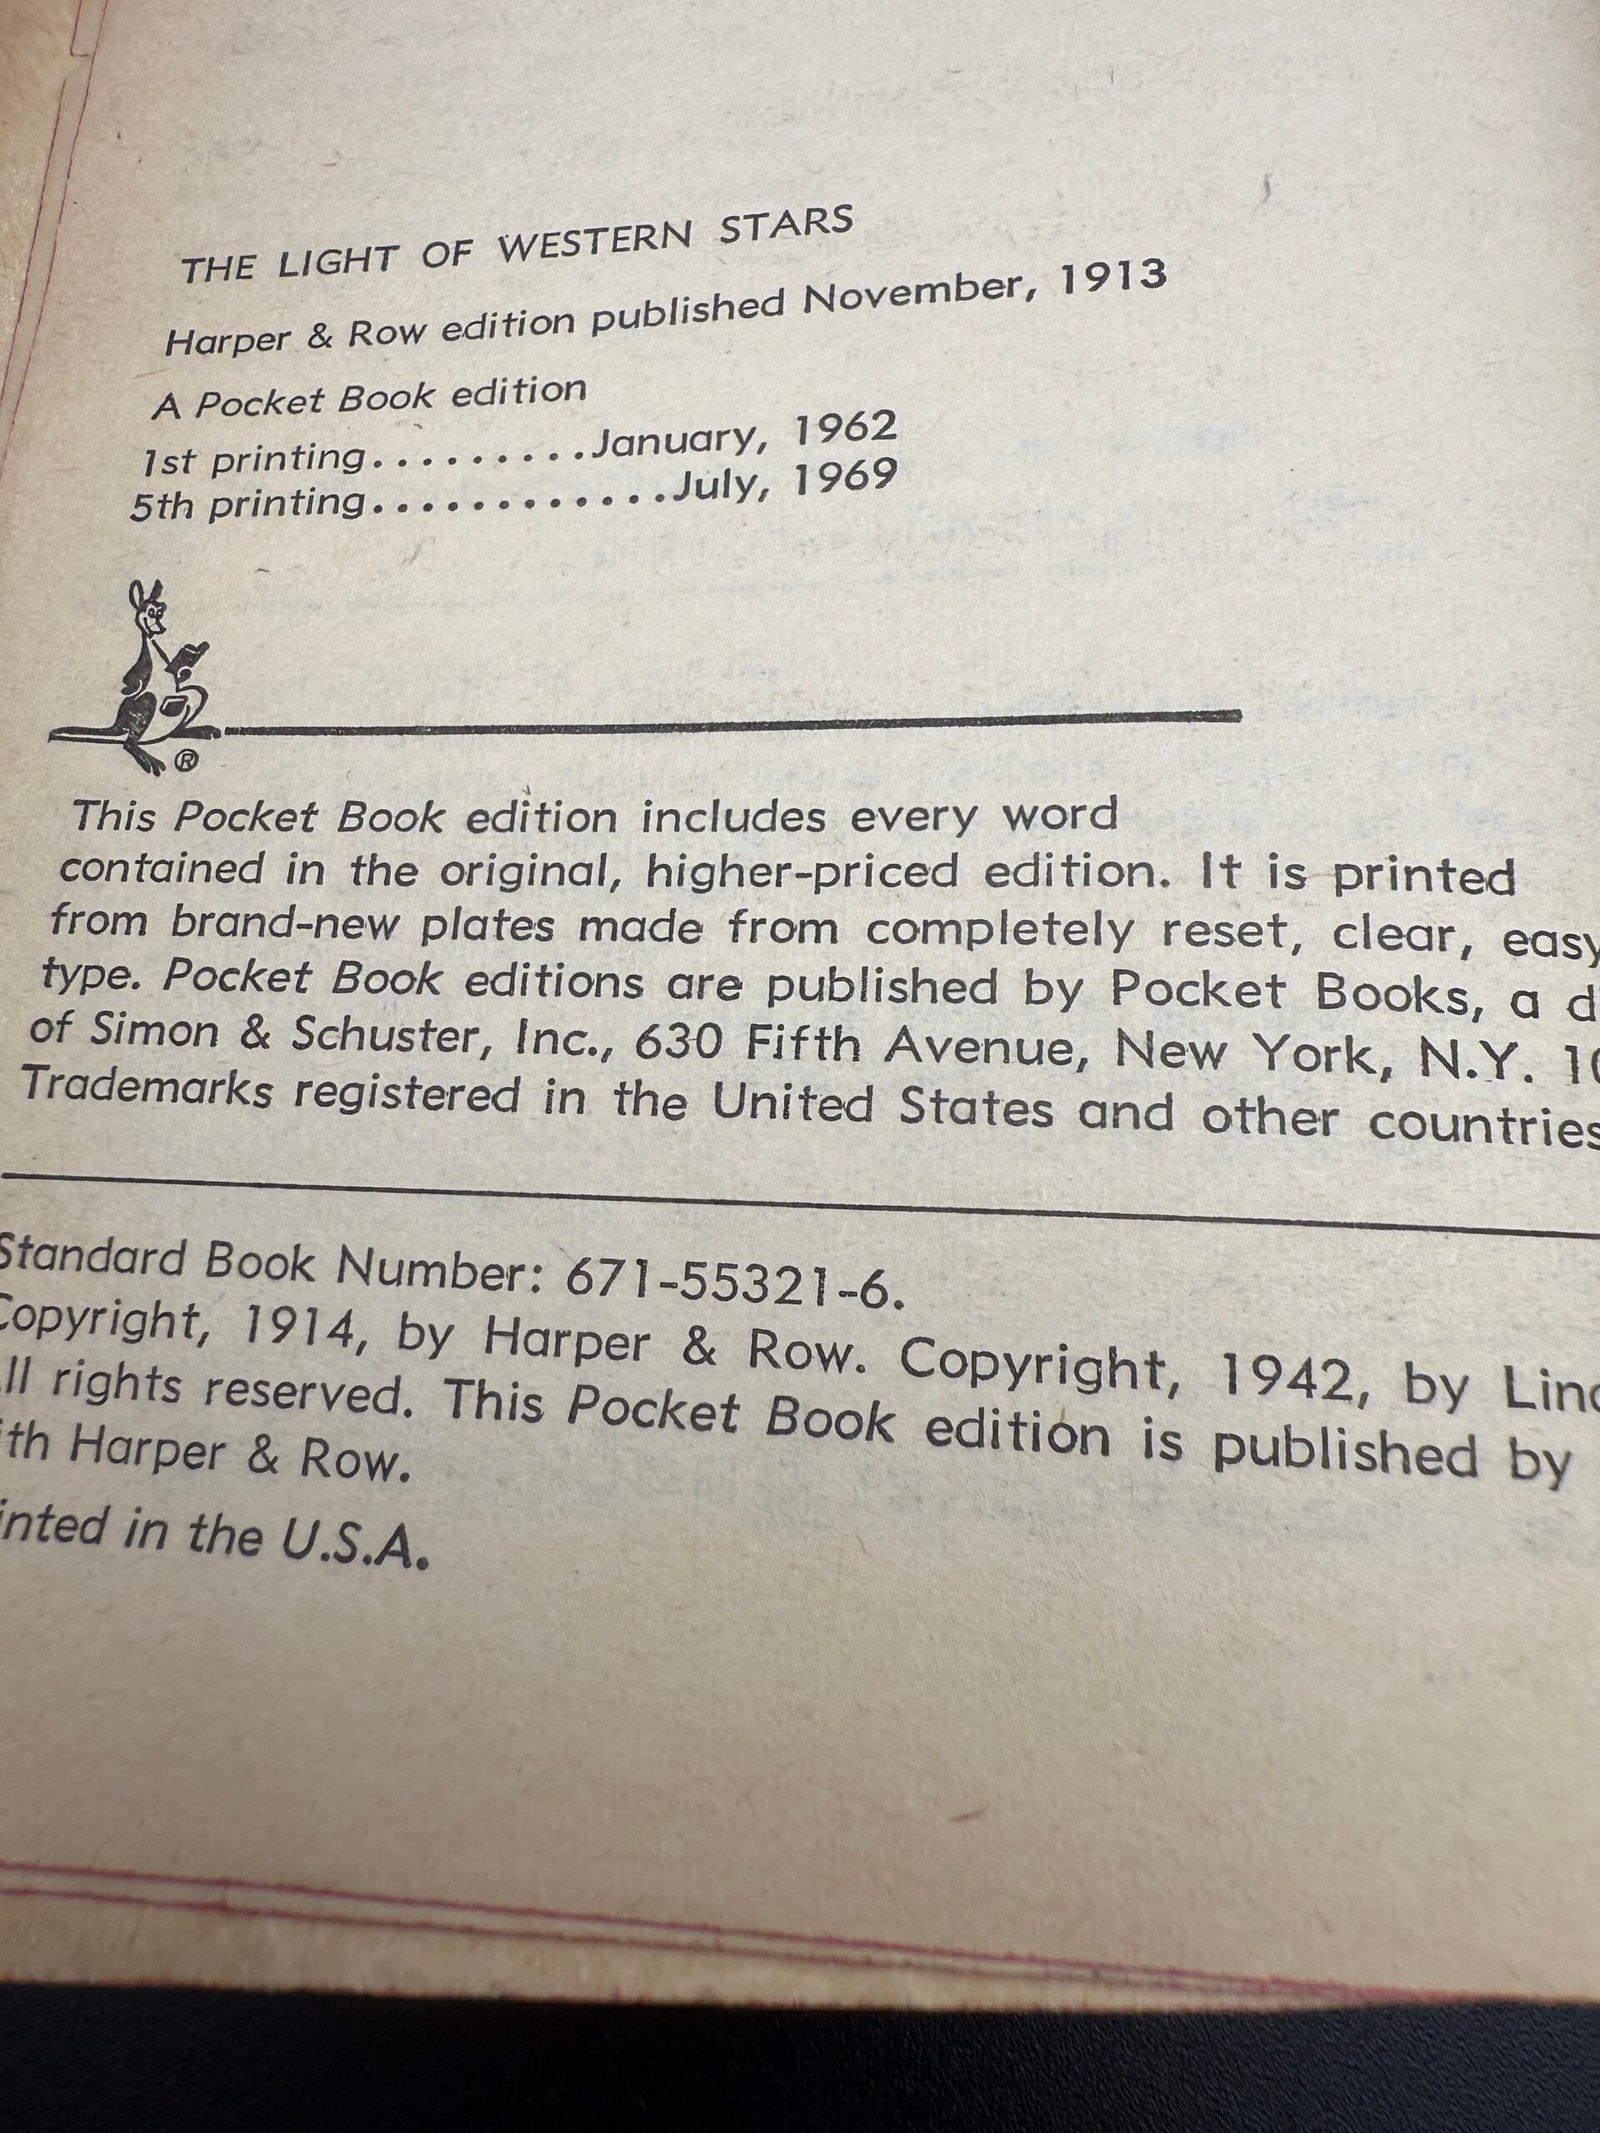 THE LIGHT OF WESTERN STARS
Harper & Row edition published November, 1913
A Pocket Book edition
1st printing.........January, 1962
5th printing............July, 1969
®
This Pocket Book edition includes every word
contained in the original, higher-priced edition. It is printed
from brand-new plates made from completely reset, clear, easy
type. Pocket Book editions are published by Pocket Books, a d
of Simon & Schuster, Inc., 630 Fifth Avenue, New York, N.Y. 10
Trademarks registered in the United States and other countries
Standard Book Number: 671-55321-6.
Copyright, 1914, by Harper & Row. Copyright, 1942, by Lin
ll rights reserved. This Pocket Book edition is published by
ith Harper & Row.
inted in the U.S.A.